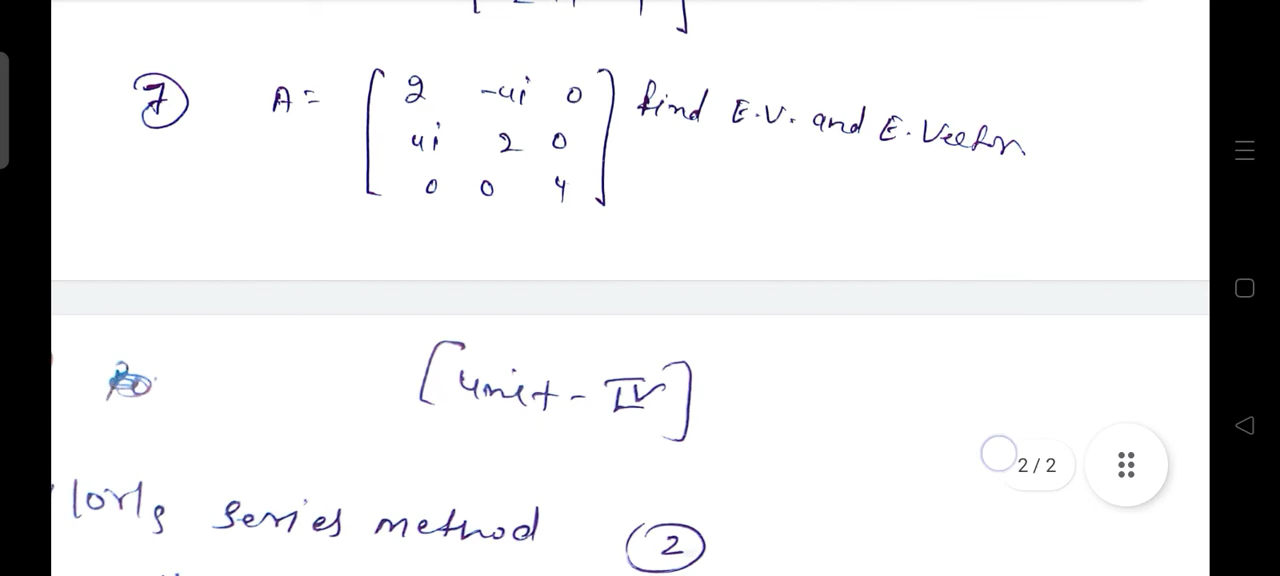 7 A = [ 2 -4i 0 ] find E.V. and E. Vector
4i 2 0
0 0 4
[Unit - IV]
lor's series method 2
2/2